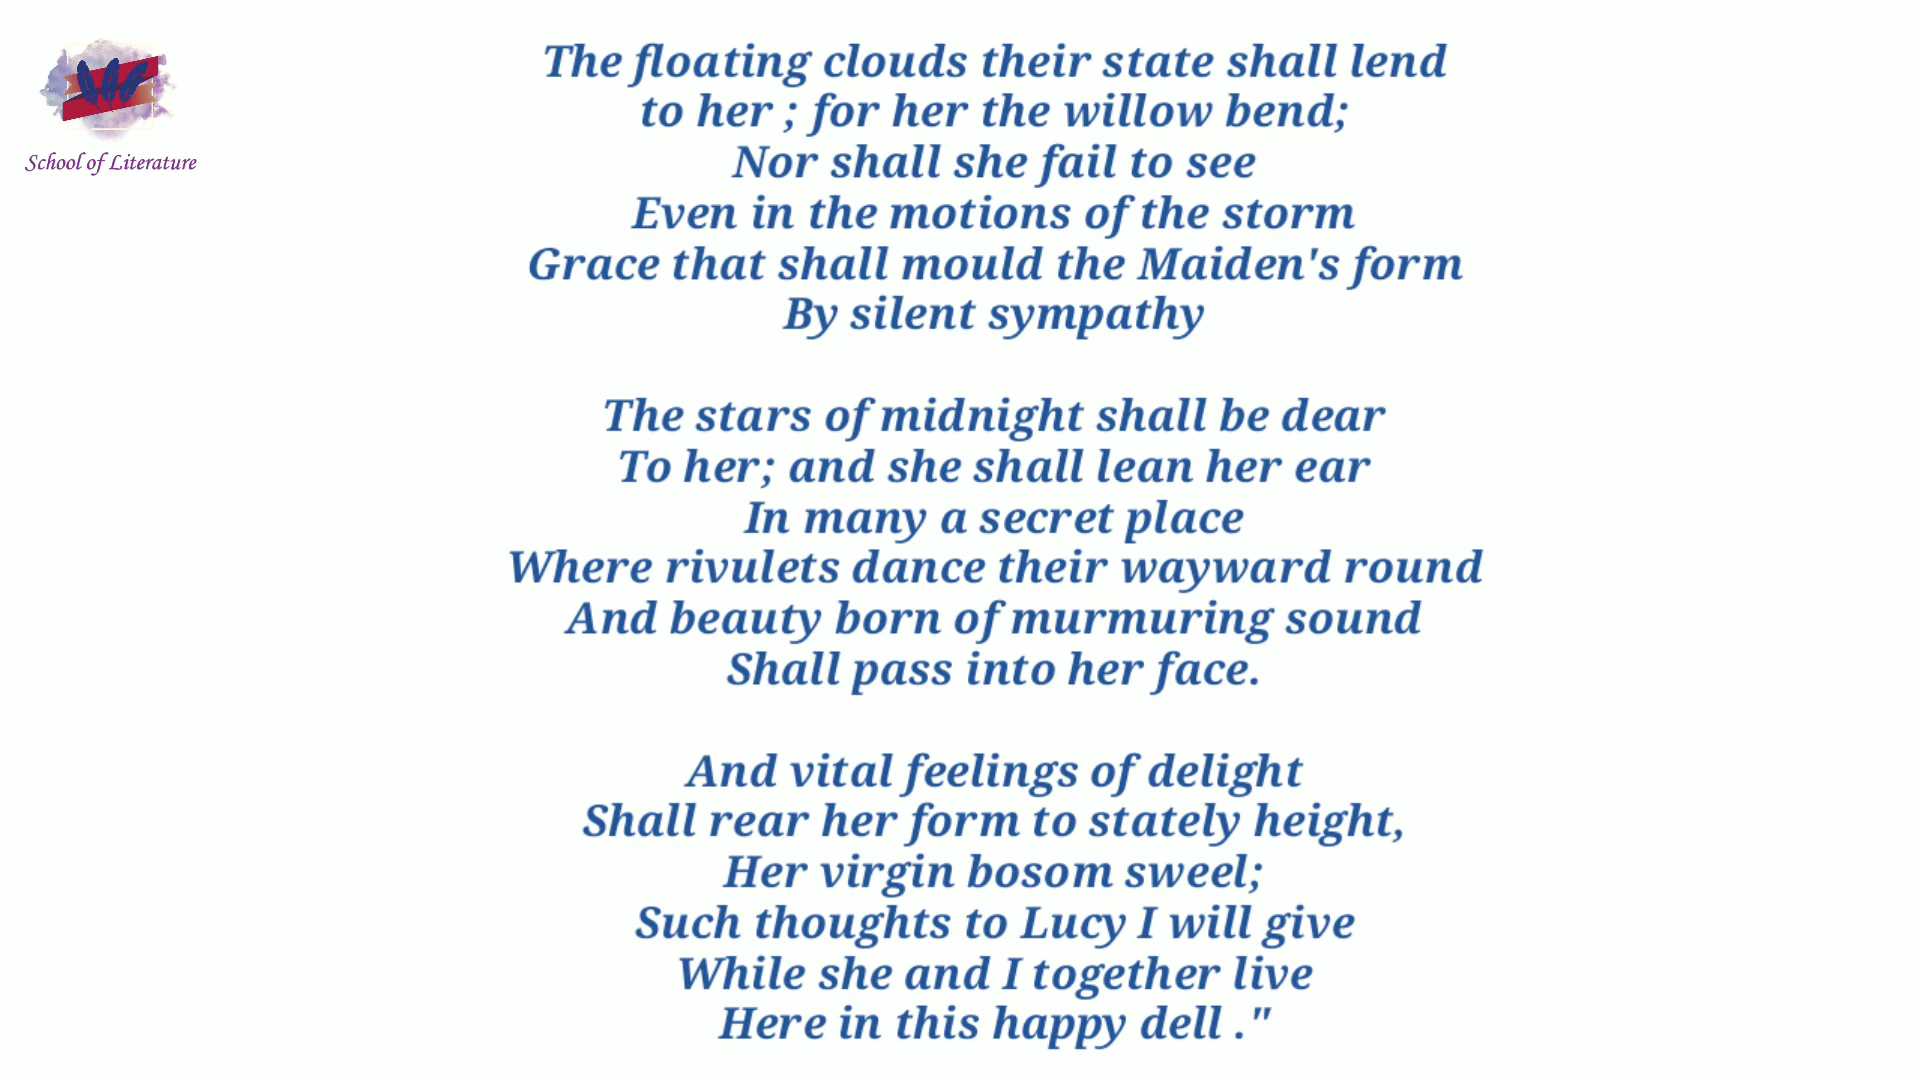 School of Literature
The floating clouds their state shall lend
to her ; for her the willow bend;
Nor shall she fail to see
Even in the motions of the storm
Grace that shall mould the Maiden's form
By silent sympathy
The stars of midnight shall be dear
To her; and she shall lean her ear
In many a secret place
Where rivulets dance their wayward round
And beauty born of murmuring sound
Shall pass into her face.
And vital feelings of delight
Shall rear her form to stately height,
Her virgin bosom sweel;
Such thoughts to Lucy I will give
While she and I together live
Here in this happy dell ."